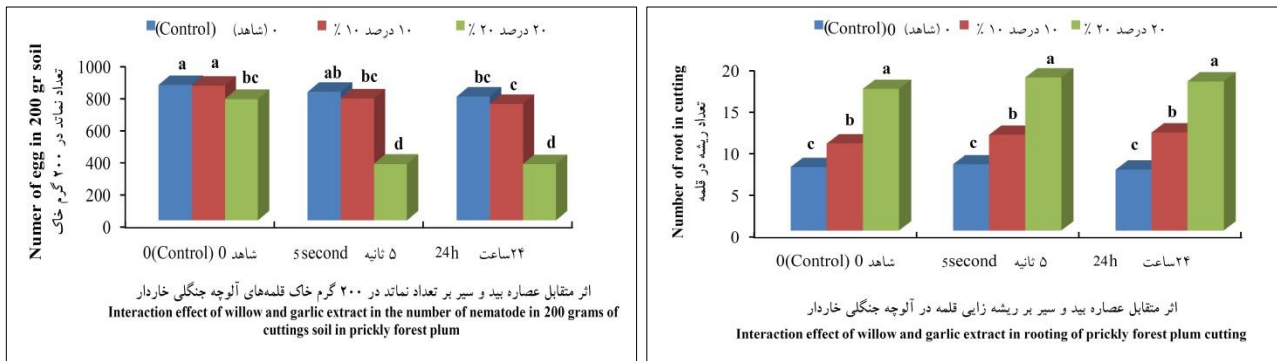 (Control) (شاهد) ۰ ۱۰ درصد ۱۰ % ۲۰ درصد ۲۰ %
Numer of egg in 200 gr soil
تعداد نماتد در ۲۰۰ گرم خاک
1000
800
600
400
200
0
a a bc
ab bc d
bc c d
0(Control) 0 شاهد 5 second ۵ ثانیه 24h ۲۴ساعت
اثر متقابل عصاره بید و سیر بر تعداد نماتد در ۲۰۰ گرم خاک قلمه‌های آلوچه جنگلی خاردار
Interaction effect of willow and garlic extract in the number of nematode in 200 grams of
cuttings soil in prickly forest plum
(Control)0 (شاهد) ۰ ۱۰ درصد ۱۰ % ۲۰ درصد ۲۰ %
Number of root in cutting
تعداد ریشه در قلمه
20
15
10
5
0
c b a
c b a
c b a
0(Control) 0 شاهد 5second ۵ ثانیه 24h ۲۴ساعت
اثر متقابل عصاره بید و سیر بر ریشه زایی قلمه در آلوچه جنگلی خاردار
Interaction effect of willow and garlic extract in rooting of prickly forest plum cutting